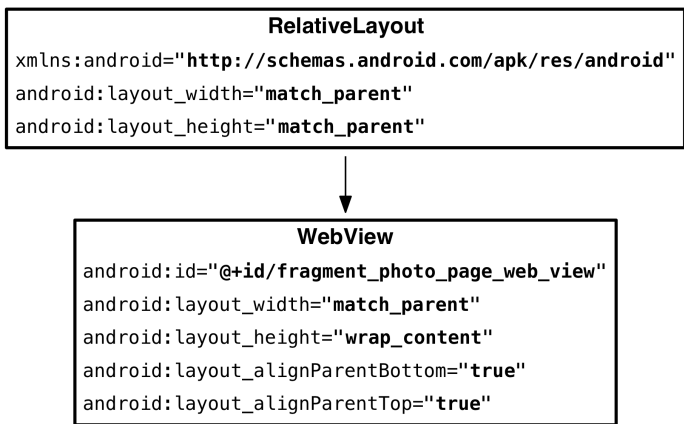 RelativeLayout
xmlns:android="http://schemas.android.com/apk/res/android"
android:layout_width="match_parent"
android:layout_height="match_parent"
WebView
android:id="@+id/fragment_photo_page_web_view"
android:layout_width="match_parent"
android:layout_height="wrap_content"
android:layout_alignParentBottom="true"
android:layout_alignParentTop="true"